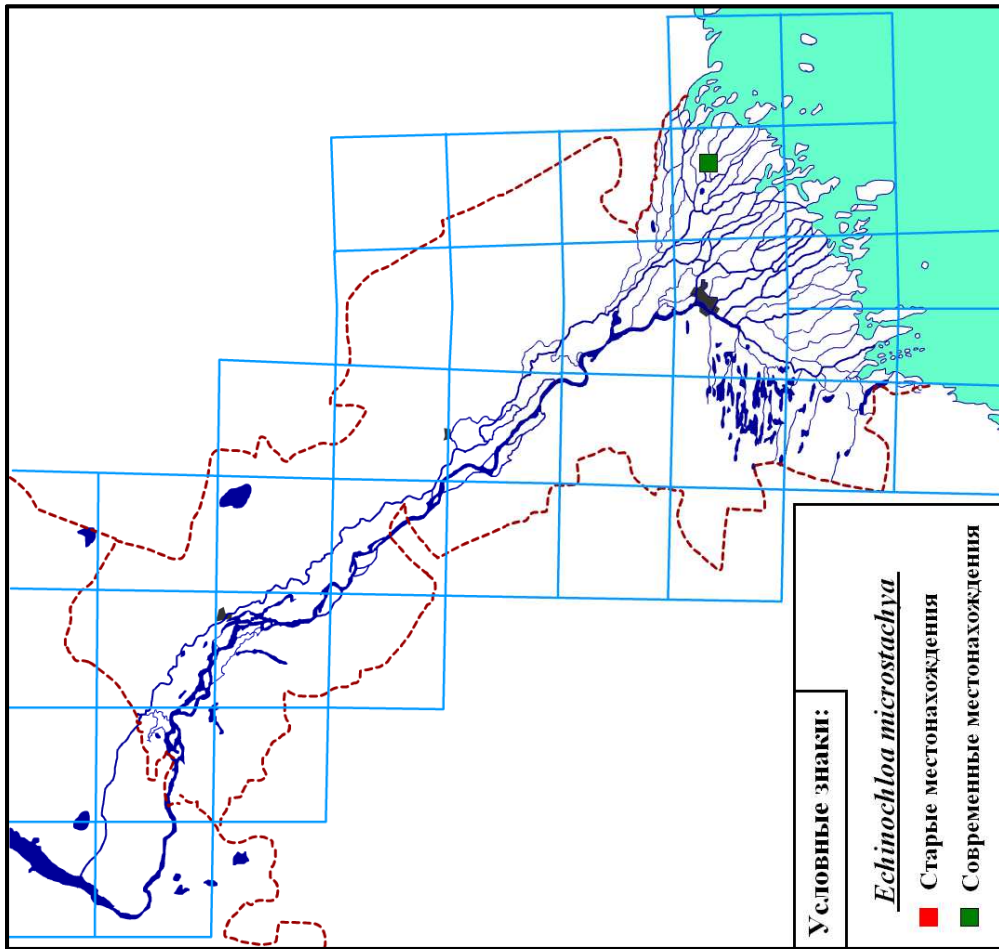 Условные знаки:
Echinochloa microstachya
Старые местонахождения
Современные местонахождения